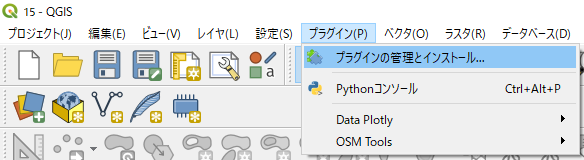 15 - QGIS
プロジェクト(J) 編集(E) ビュー(V) レイヤ(L) 設定(S) プラグイン(P) ベクタ(O) ラスタ(R) データベース(D)
プラグインの管理とインストール...
Pythonコンソール Ctrl+Alt+P
Data Plotly
OSM Tools